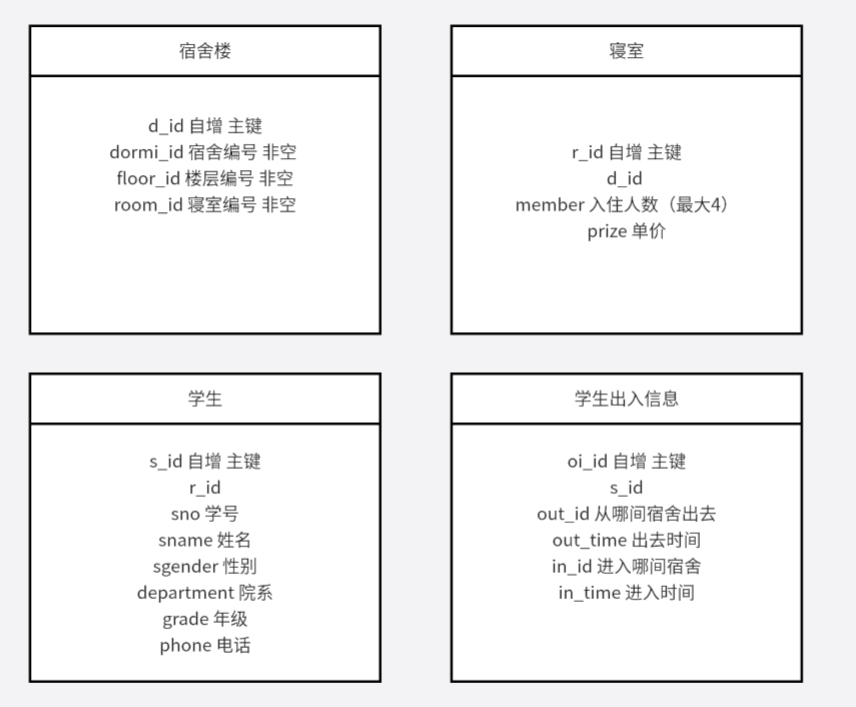 宿舍楼
d_id 自增 主键
dormi_id 宿舍编号 非空
floor_id 楼层编号 非空
room_id 寝室编号 非空
寝室
r_id 自增 主键
d_id
member 入住人数（最大4）
prize 单价
学生
s_id 自增 主键
r_id
sno 学号
sname 姓名
sgender 性别
department 院系
grade 年级
phone 电话
学生出入信息
oi_id 自增 主键
s_id
out_id 从哪间宿舍出去
out_time 出去时间
in_id 进入哪间宿舍
in_time 进入时间